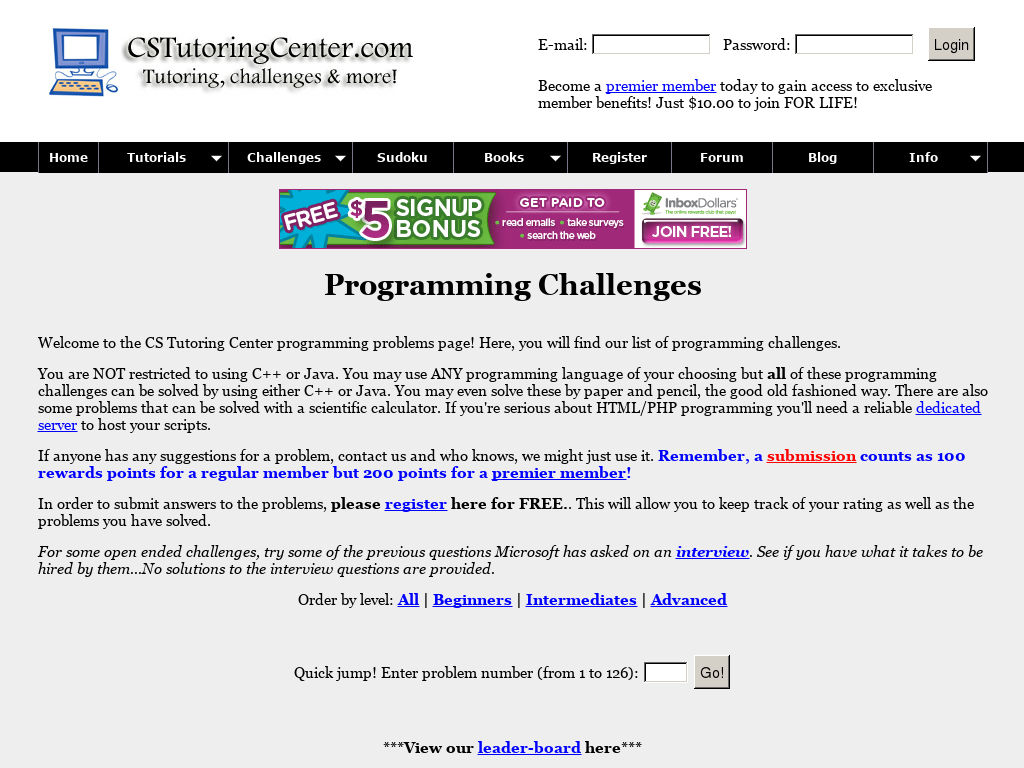 CSTutoringCenter.com
Tutoring, challenges & more!
E-mail: Password: Login
Become a premier member today to gain access to exclusive
member benefits! Just $10.00 to join FOR LIFE!
Home Tutorials Challenges Sudoku Books Register Forum Blog Info
FREE $5 SIGNUP BONUS
GET PAID TO
• read emails • take surveys
• search the web
InboxDollars
The online rewards club that pays!
JOIN FREE!
Programming Challenges
Welcome to the CS Tutoring Center programming problems page! Here, you will find our list of programming challenges.
You are NOT restricted to using C++ or Java. You may use ANY programming language of your choosing but all of these programming
challenges can be solved by using either C++ or Java. You may even solve these by paper and pencil, the good old fashioned way. There are also
some problems that can be solved with a scientific calculator. If you're serious about HTML/PHP programming you'll need a reliable dedicated
server to host your scripts.
If anyone has any suggestions for a problem, contact us and who knows, we might just use it. Remember, a submission counts as 100
rewards points for a regular member but 200 points for a premier member!
In order to submit answers to the problems, please register here for FREE.. This will allow you to keep track of your rating as well as the
problems you have solved.
For some open ended challenges, try some of the previous questions Microsoft has asked on an interview. See if you have what it takes to be
hired by them...No solutions to the interview questions are provided.
Order by level: All | Beginners | Intermediates | Advanced
Quick jump! Enter problem number (from 1 to 126): Go!
***View our leader-board here***